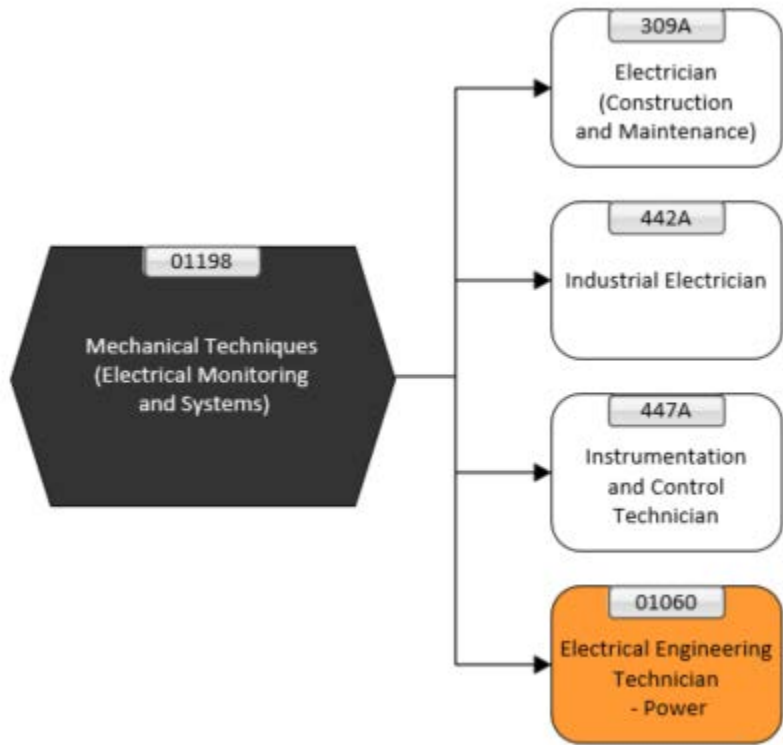 01198
Mechanical Techniques
(Electrical Monitoring
and Systems)
309A
Electrician
(Construction
and Maintenance)
442A
Industrial Electrician
447A
Instrumentation
and Control
Technician
01060
Electrical Engineering
Technician
- Power